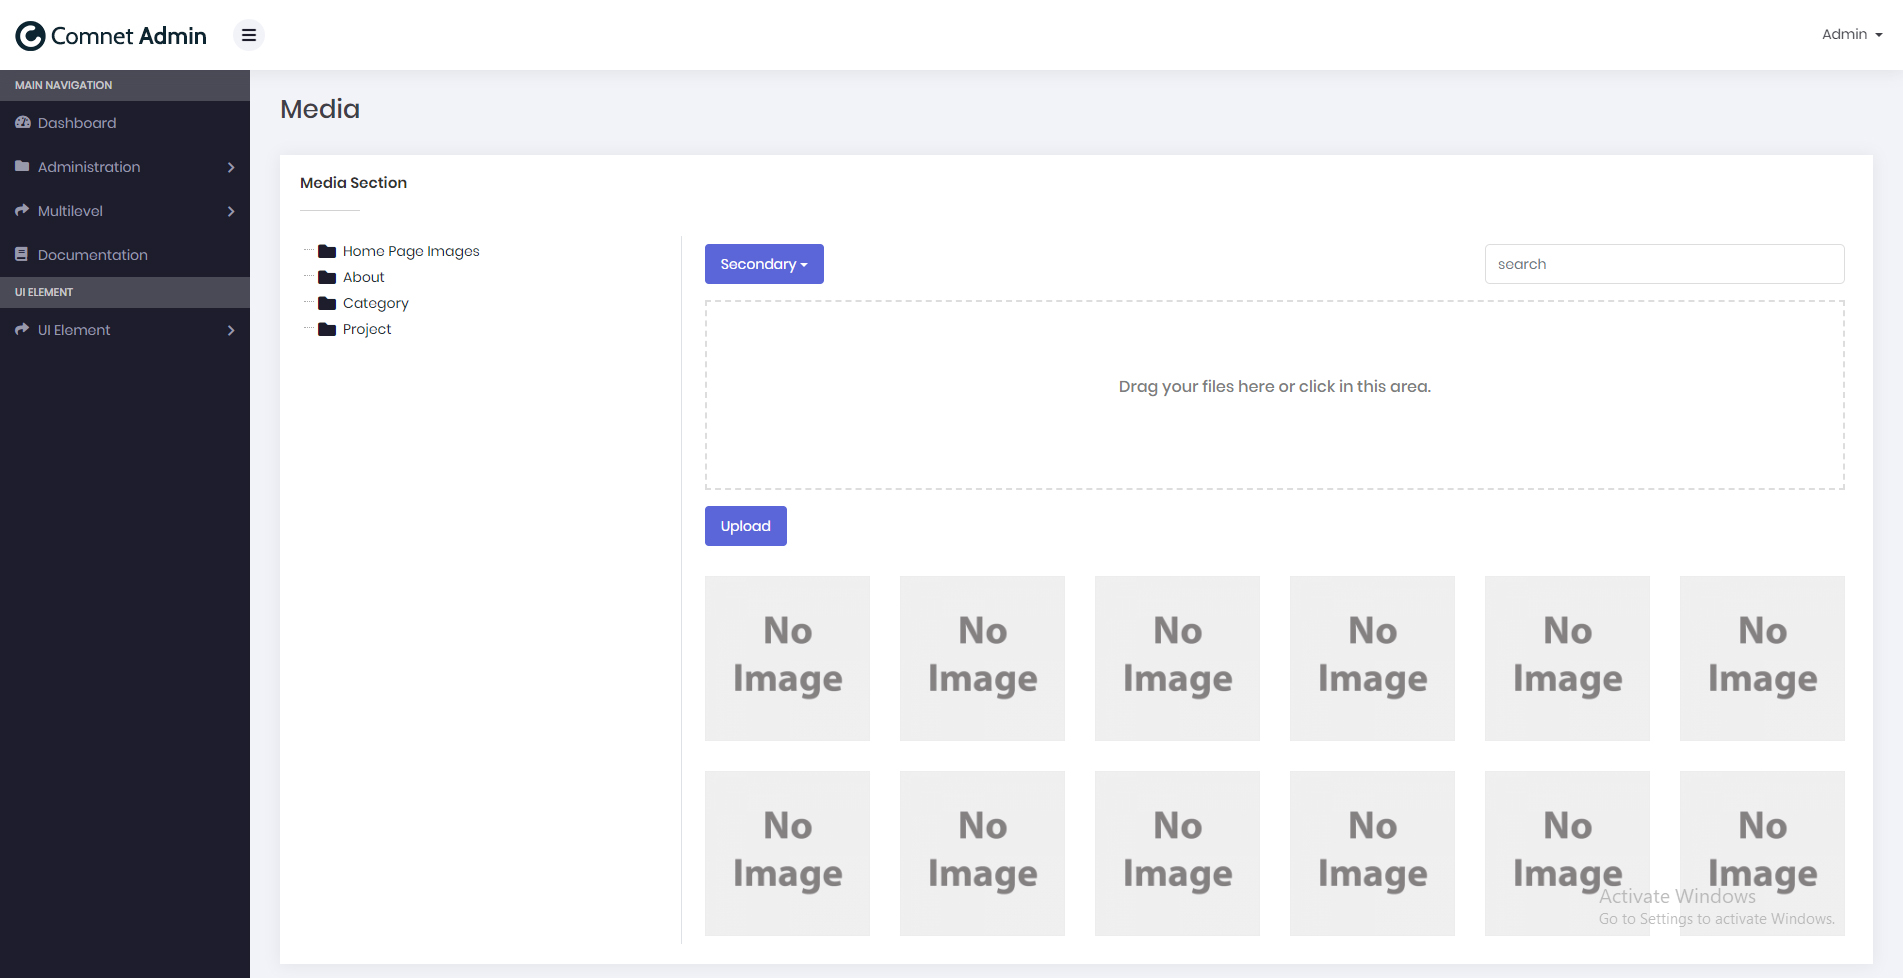 Comnet Admin
Admin
MAIN NAVIGATION
Dashboard
Administration
Multilevel
Documentation
UI ELEMENT
UI Element
Media
Media Section
Home Page Images
About
Category
Project
Secondary
search
Drag your files here or click in this area.
Upload
No
Image
No
Image
No
Image
No
Image
No
Image
No
Image
No
Image
No
Image
No
Image
No
Image
No
Image
No
Image
Activate Windows
Go to Settings to activate Windows.